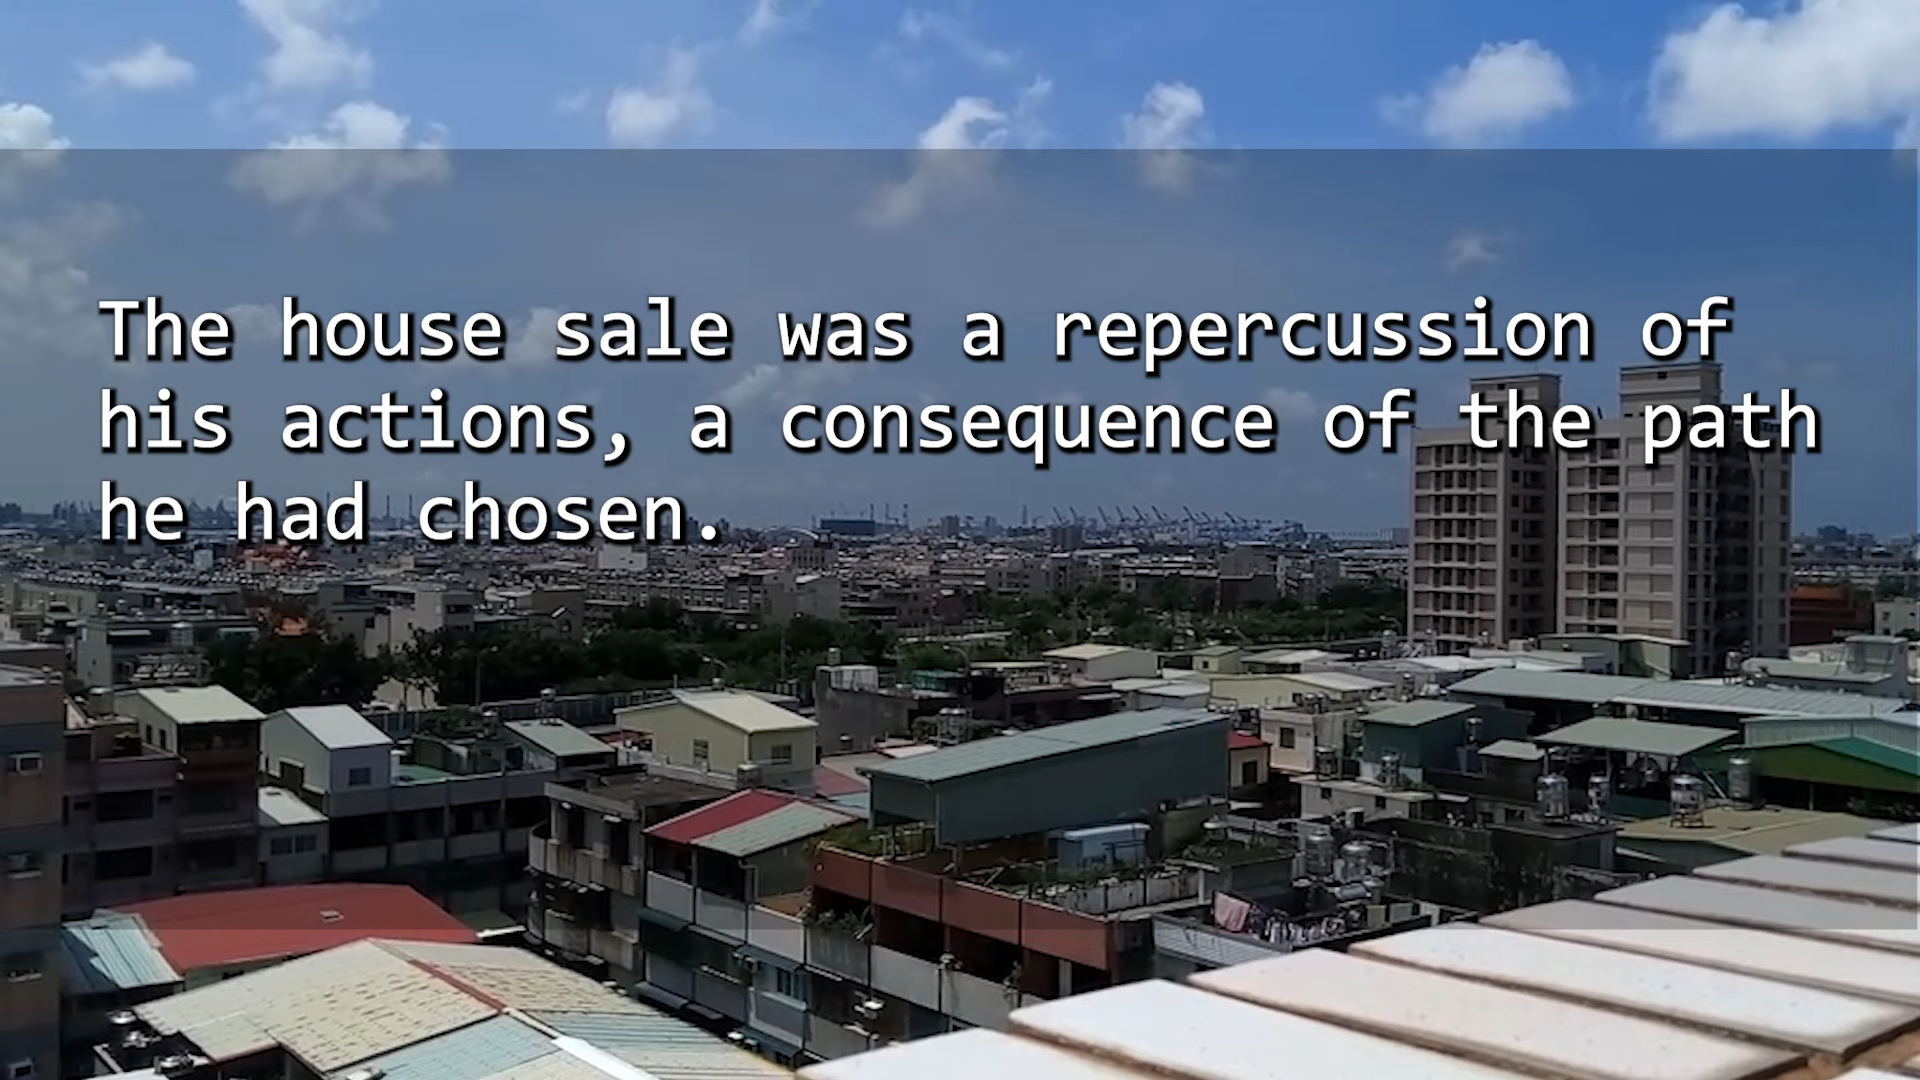 The house sale was a repercussion of
his actions, a consequence of the path
he had chosen.